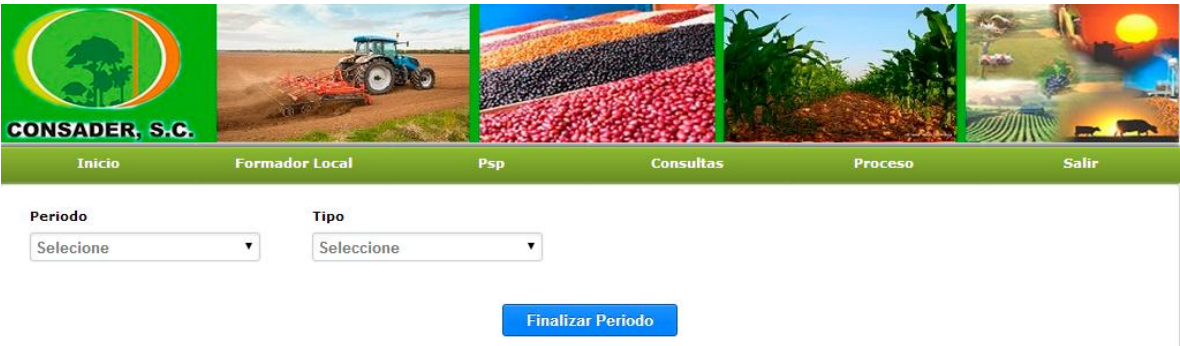 CONSADER, S.C.
Inicio Formador Local Psp Consultas Proceso Salir
Periodo Tipo
Selecione Seleccione
Finalizar Periodo